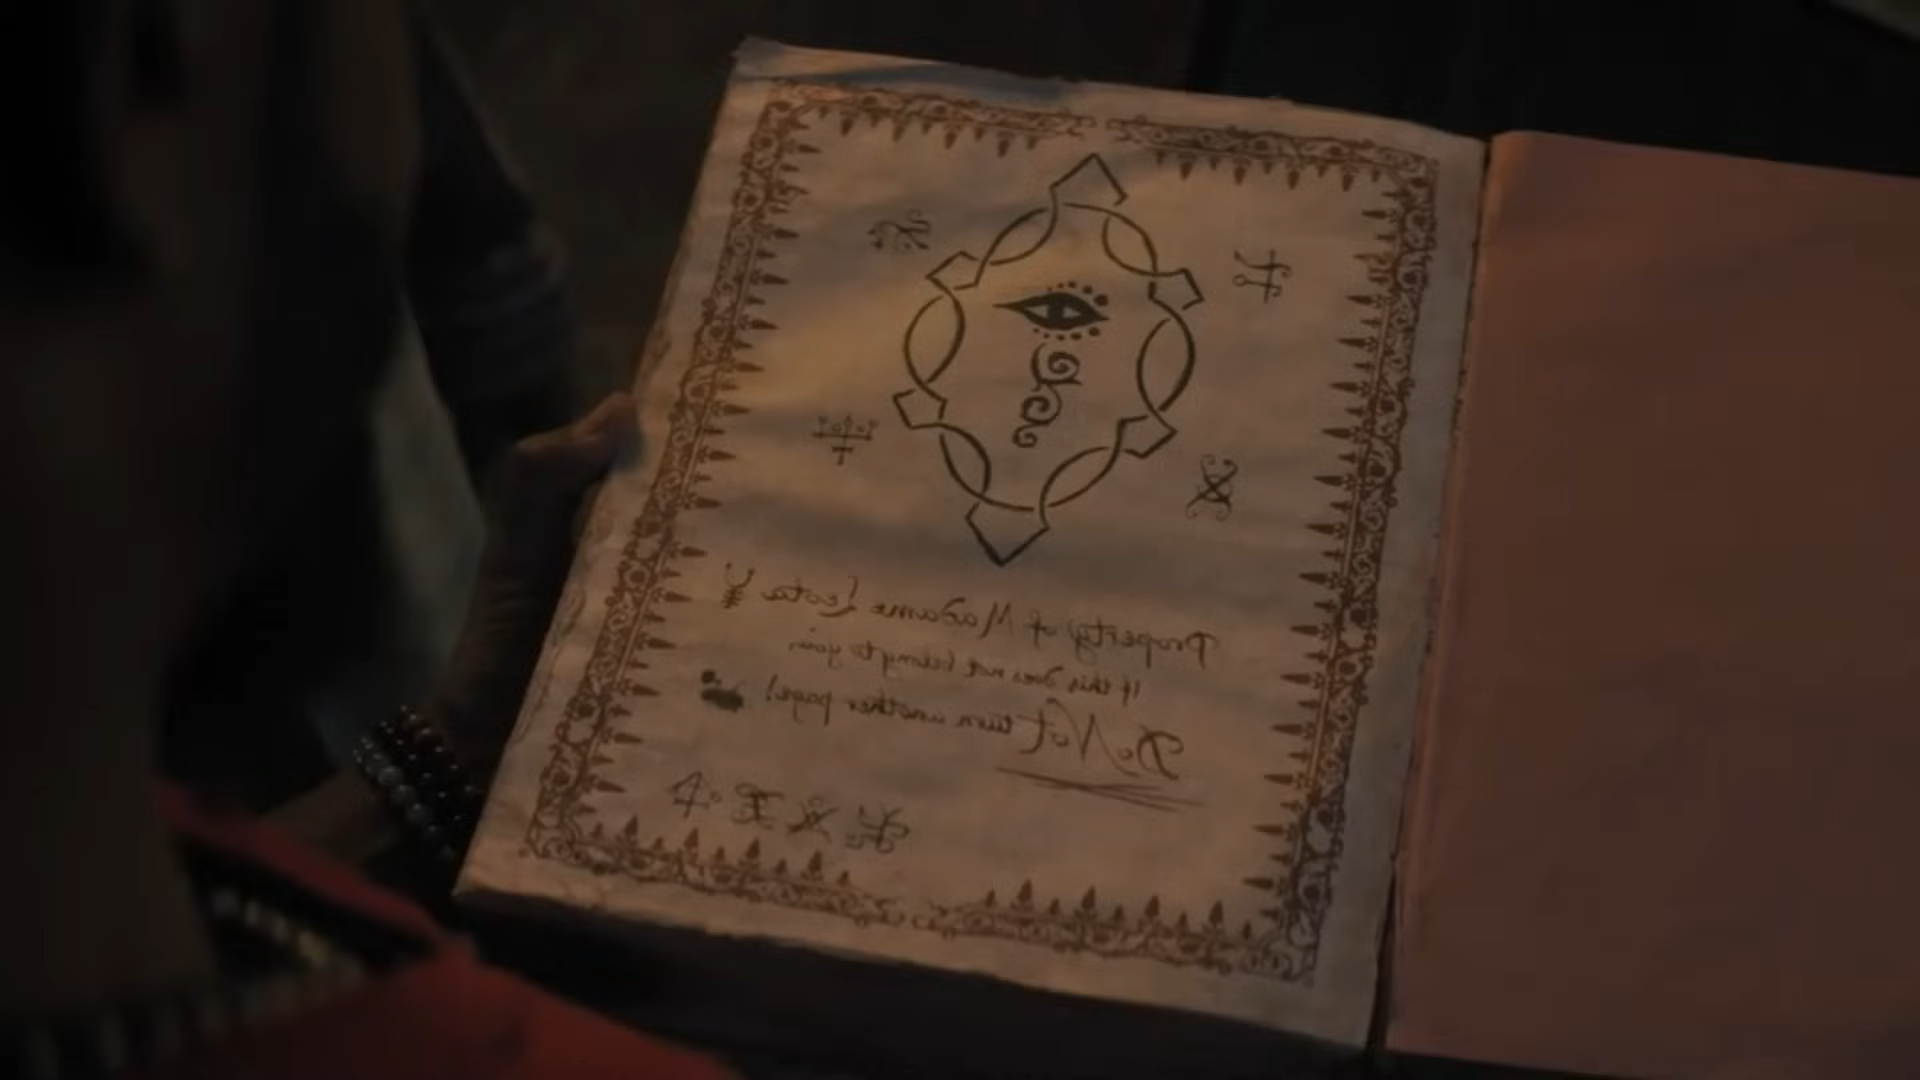 Property of Madame Leota
If this does not belong to you
Do Not turn another page!